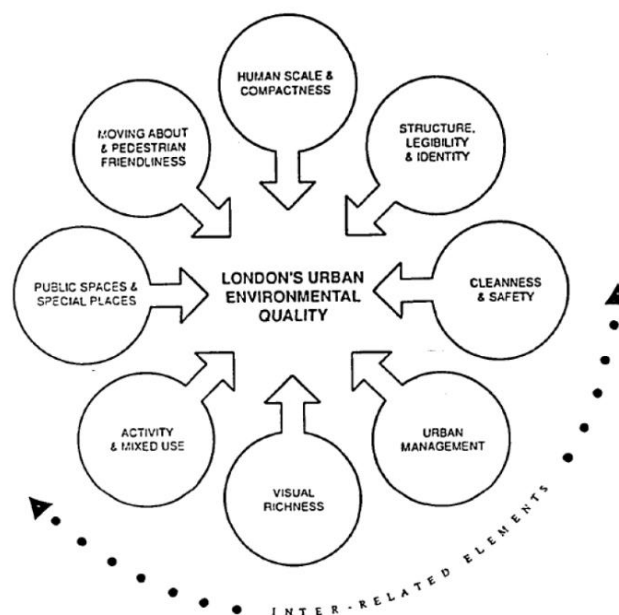 HUMAN SCALE &
COMPACTNESS
MOVING ABOUT
& PEDESTRIAN
FRIENDLINESS
STRUCTURE,
LEGIBILITY
& IDENTITY
PUBLIC SPACES &
SPECIAL PLACES
LONDON'S URBAN
ENVIRONMENTAL
QUALITY
CLEANNESS
& SAFETY
ACTIVITY
& MIXED USE
VISUAL
RICHNESS
URBAN
MANAGEMENT
INTER-RELATED ELEMENTS